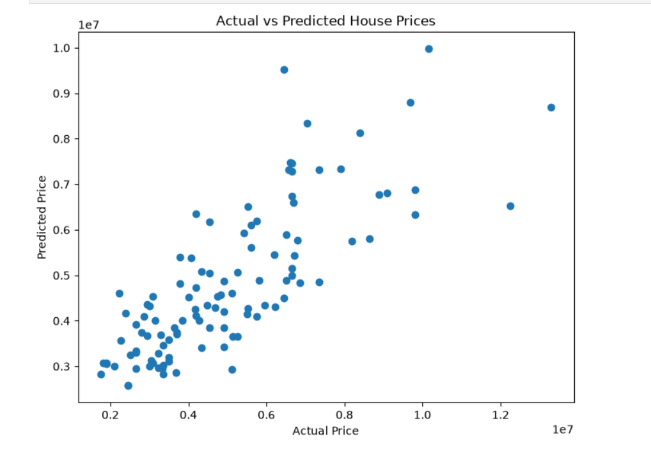 Actual vs Predicted House Prices
1e7
1.0
0.9
0.8
0.7
0.6
0.5
0.4
0.3
Predicted Price
0.2 0.4 0.6 0.8 1.0 1.2
Actual Price
1e7